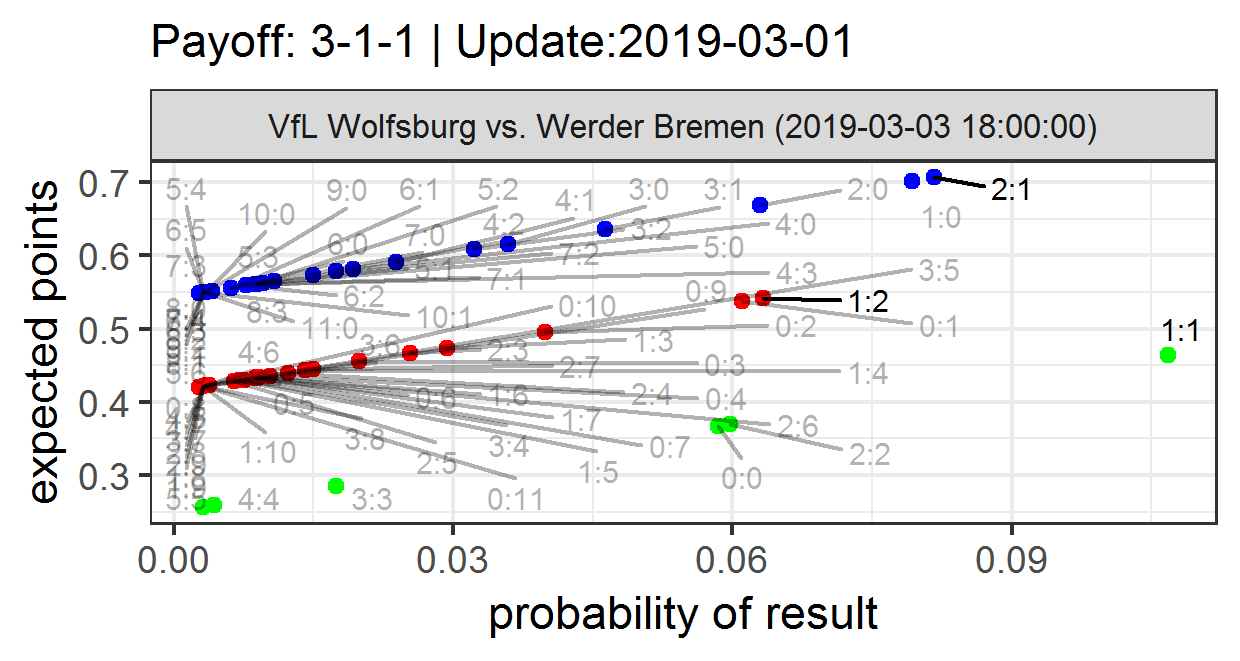 Payoff: 3-1-1 | Update:2019-03-01
VfL Wolfsburg vs. Werder Bremen (2019-03-03 18:00:00)
expected points
0.7
0.6
0.5
0.4
0.3
5:4 9:0 6:1 5:2 4:1 3:0 3:1 2:0 2:1
10:0 4:2 3:2 4:0 1:0
6:5 7:0
6:0 5:0
7:3 5:3 5:1 7:2 4:3 3:5
7:1 0:9
6:2 1:2
8:3 11:0 10:1 0:10 0:2 0:1 1:1
4:6 3:6 2:3 1:3
2:7 0:3 1:4
0:5 0:6 1:6 2:4 0:4
1:7 2:6
3:8 3:4 0:7
1:10 2:5 1:5 0:0 2:2
4:4 3:3 0:11
0.00 0.03 0.06 0.09
probability of result